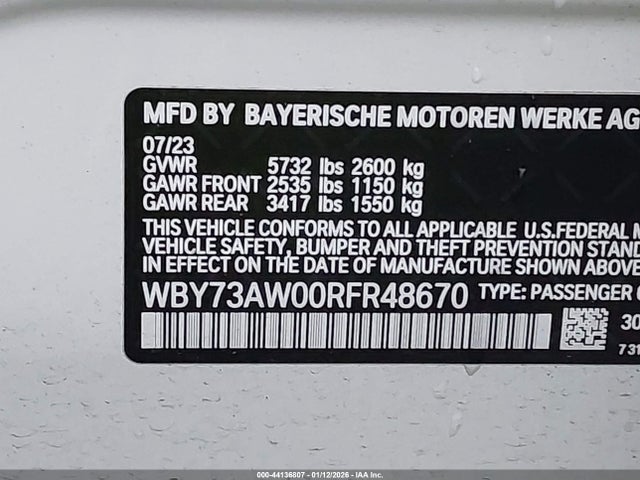 MFD BY BAYERISCHE MOTOREN WERKE AG
07/23
GVWR 5732 lbs 2600 kg
GAWR FRONT 2535 lbs 1150 kg
GAWR REAR 3417 lbs 1550 kg
THIS VEHICLE CONFORMS TO ALL APPLICABLE U.S.FEDERAL M
VEHICLE SAFETY, BUMPER AND THEFT PREVENTION STAND
IN EFFECT ON THE DATE OF MANUFACTURE SHOWN ABOVE
WBY73AW00RFR48670 TYPE: PASSENGER
30
731
000-44136807 - 01/12/2026 - IAA Inc.